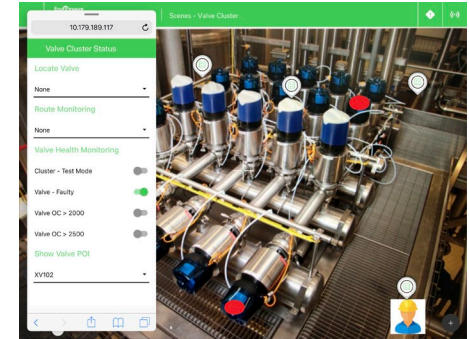 10.179.189.117
Scenes - Valve Cluster
Valve Cluster Status
Locate Valve
None
Route Monitoring
None
Valve Health Monitoring
Cluster - Test Mode
Valve - Faulty
Valve OC > 2000
Valve OC > 2500
Show Valve POI
XV102